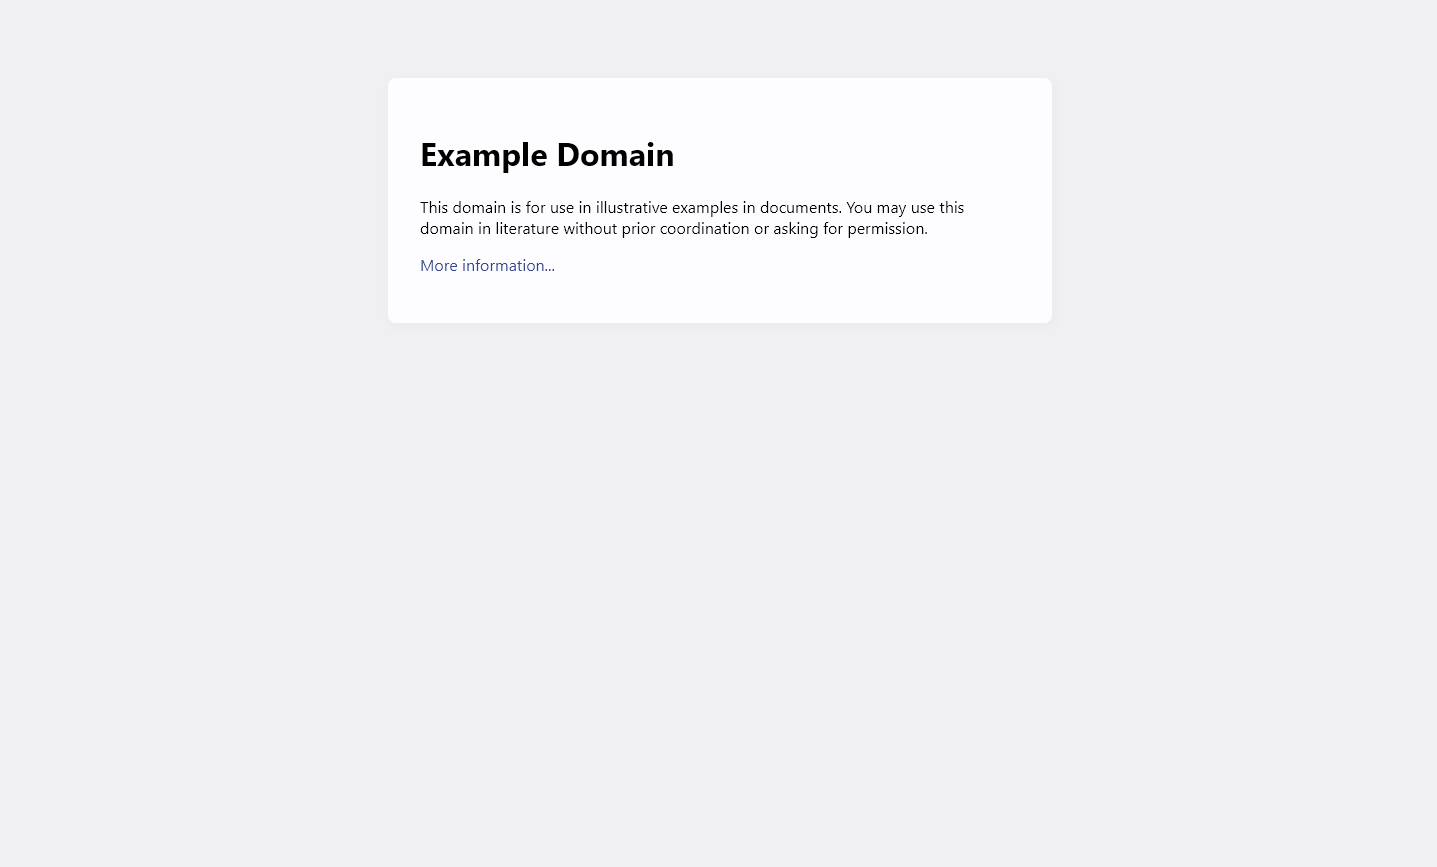 Example Domain
This domain is for use in illustrative examples in documents. You may use this
domain in literature without prior coordination or asking for permission.
More information...